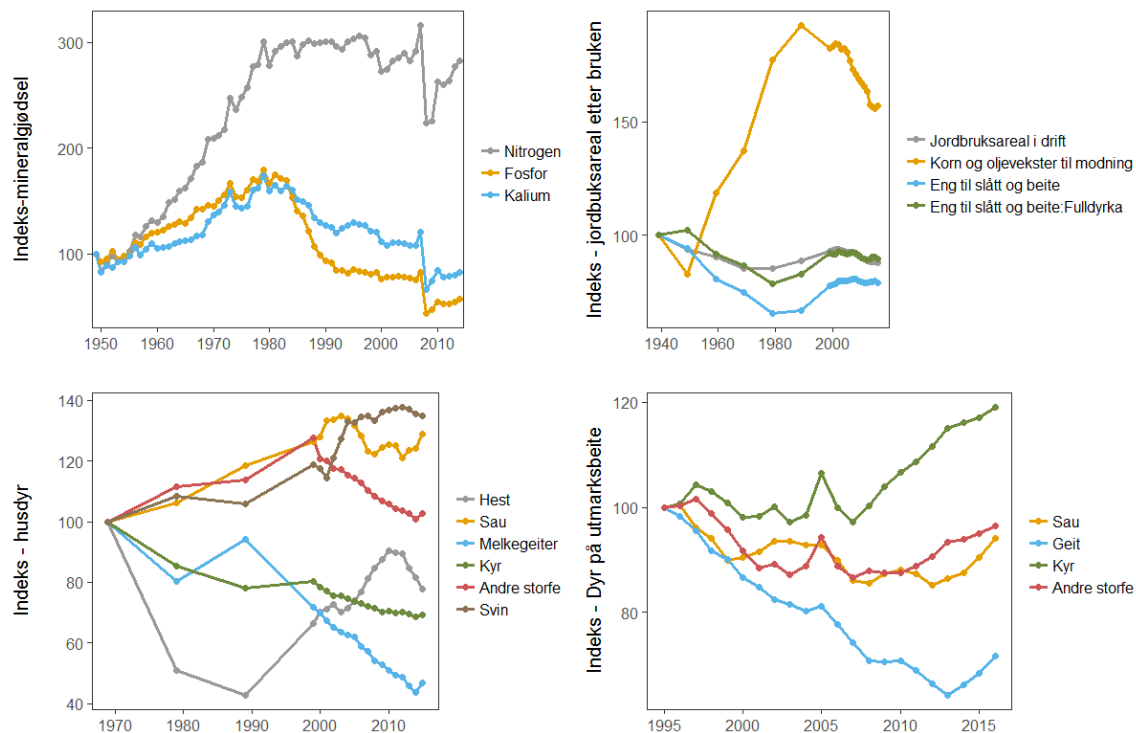 Indeks-mineralgjødsel
300
200
100
1950 1960 1970 1980 1990 2000 2010
Nitrogen
Fosfor
Kalium
Indeks - jordbuksareal etter bruken
150
100
1940 1960 1980 2000
Jordbruksareal i drift
Korn og oljevekster til modning
Eng til slått og beite
Eng til slått og beite:Fulldyrka
Indeks - husdyr
140
120
100
80
60
40
1970 1980 1990 2000 2010
Hest
Sau
Melkegeiter
Kyr
Andre storfe
Svin
Indeks - Dyr på utmarksbeite
120
100
80
1995 2000 2005 2010 2015
Sau
Geit
Kyr
Andre storfe